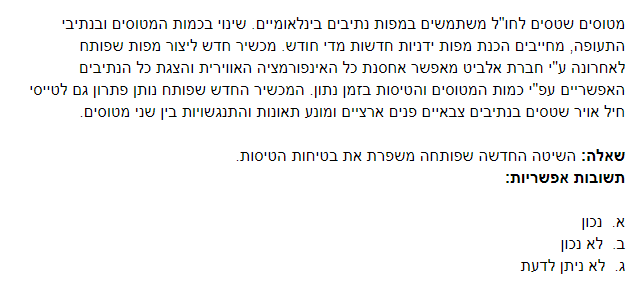 מטוסים שטסים לחו"ל משתמשים במפות נתיבים בינלאומיים. שינוי בכמות המטוסים ובנתיבי
התעופה, מחייבים הכנת מפות ידניות חדשות מדי חודש. מכשיר חדש ליצור מפות שפותח
לאחרונה ע"י חברת אלביט מאפשר אחסנת כל האינפורמציה האווירית והצגת כל הנתיבים
האפשריים עפ"י כמות המטוסים והטיסות בזמן נתון. המכשיר החדש שפותח נותן פתרון גם לטייסי
חיל אויר שטסים בנתיבים צבאיים פנים ארציים ומונע תאונות והתנגשויות בין שני מטוסים.
שאלה: השיטה החדשה שפותחה משפרת את בטיחות הטיסות.
תשובות אפשריות:
א. נכון
ב. לא נכון
ג. לא ניתן לדעת